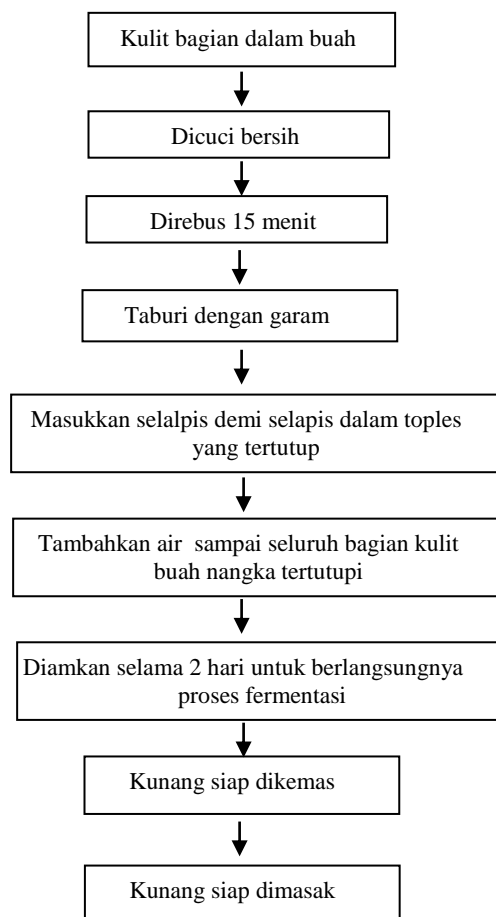 Kulit bagian dalam buah
Dicuci bersih
Direbus 15 menit
Taburi dengan garam
Masukkan selalpis demi selapis dalam toples
yang tertutup
Tambahkan air sampai seluruh bagian kulit
buah nangka tertutupi
Diamkan selama 2 hari untuk berlangsungnya
proses fermentasi
Kunang siap dikemas
Kunang siap dimasak